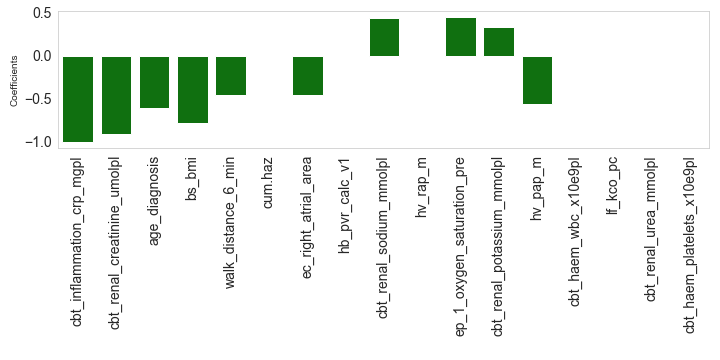 Coefficients
0.5
0.0
−0.5
−1.0
cbt_inflammation_crp_mgpl
cbt_renal_creatinine_umolpl
age_diagnosis
bs_bmi
walk_distance_6_min
cum.haz
ec_right_atrial_area
hb_pvr_calc_v1
cbt_renal_sodium_mmolpl
hv_rap_m
ep_1_oxygen_saturation_pre
cbt_renal_potassium_mmolpl
hv_pap_m
cbt_haem_wbc_x10e9pl
lf_kco_pc
cbt_renal_urea_mmolpl
cbt_haem_platelets_x10e9pl